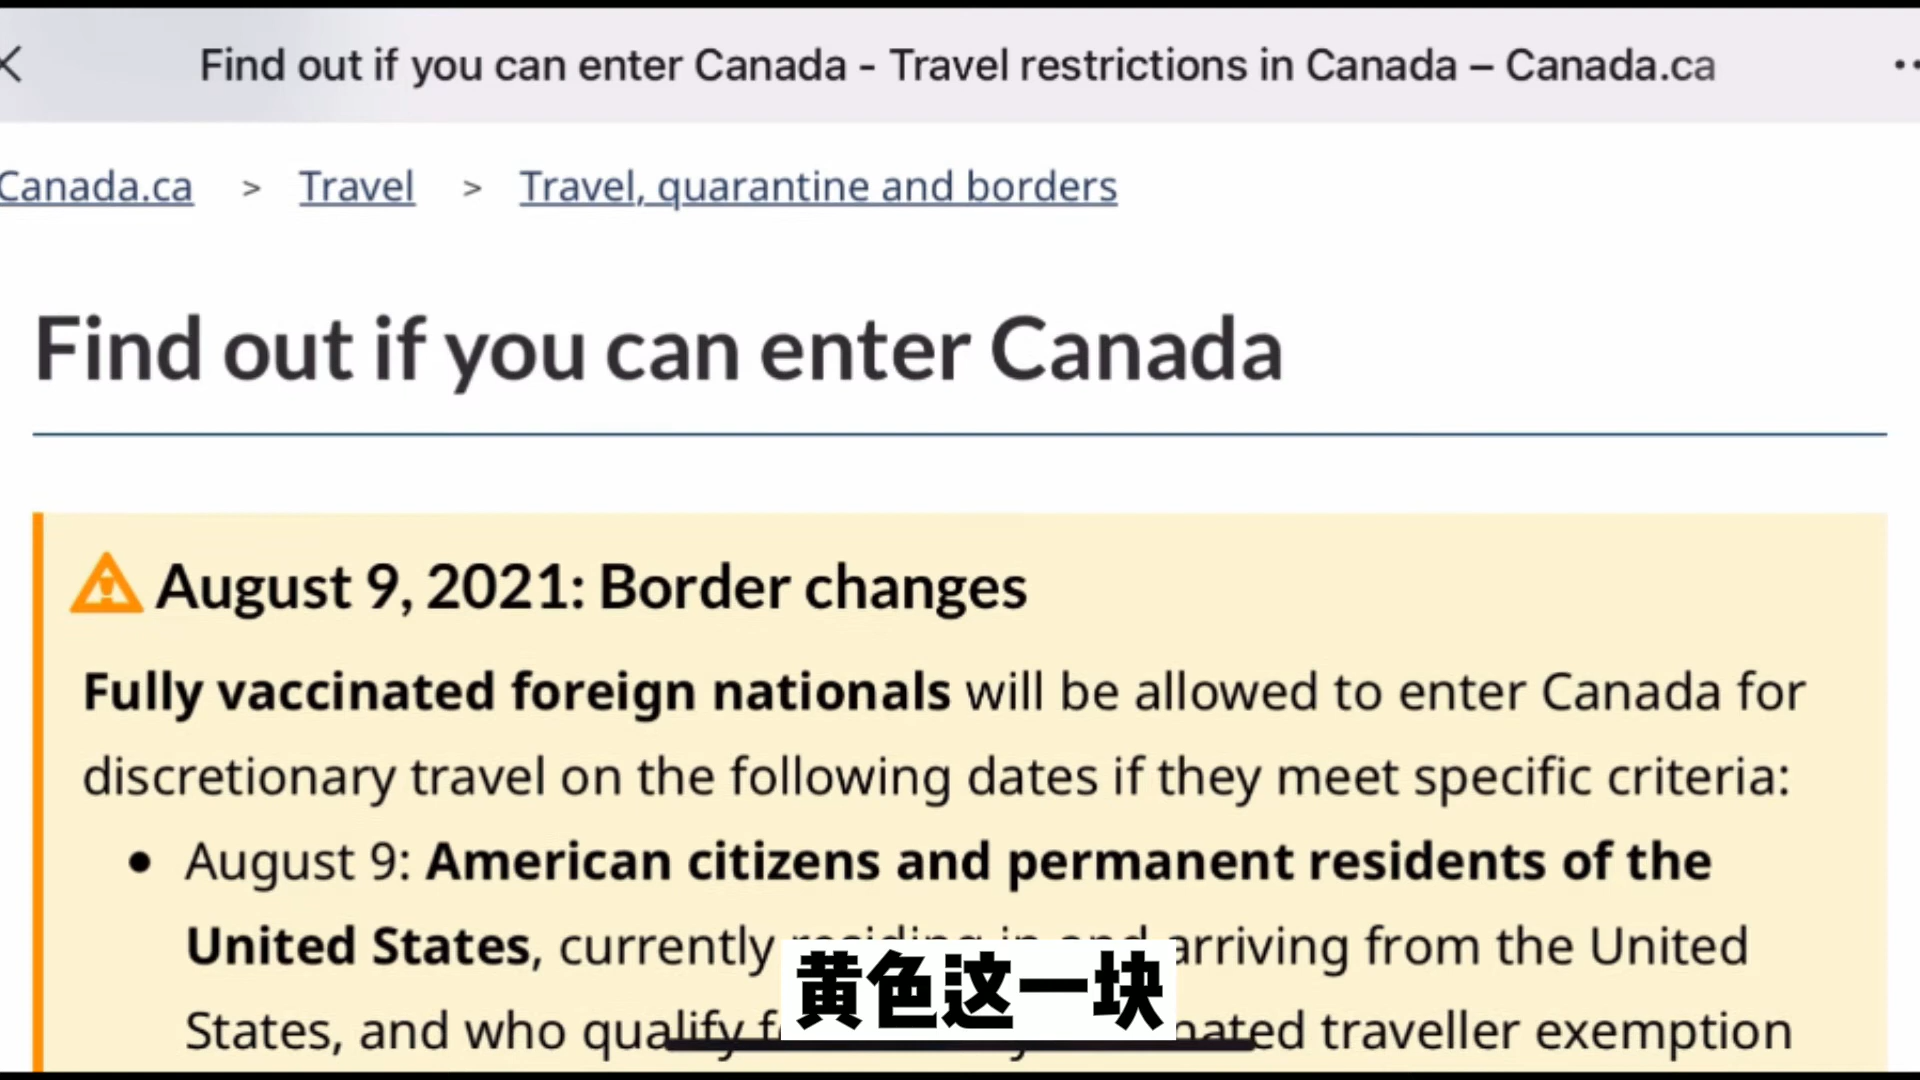 Find out if you can enter Canada - Travel restrictions in Canada – Canada.ca
Canada.ca > Travel > Travel, quarantine and borders
Find out if you can enter Canada
August 9, 2021: Border changes
Fully vaccinated foreign nationals will be allowed to enter Canada for
discretionary travel on the following dates if they meet specific criteria:
• August 9: American citizens and permanent residents of the
United States, currently residing in and arriving from the United
States, and who qualify traveller exemption
黄色这一块